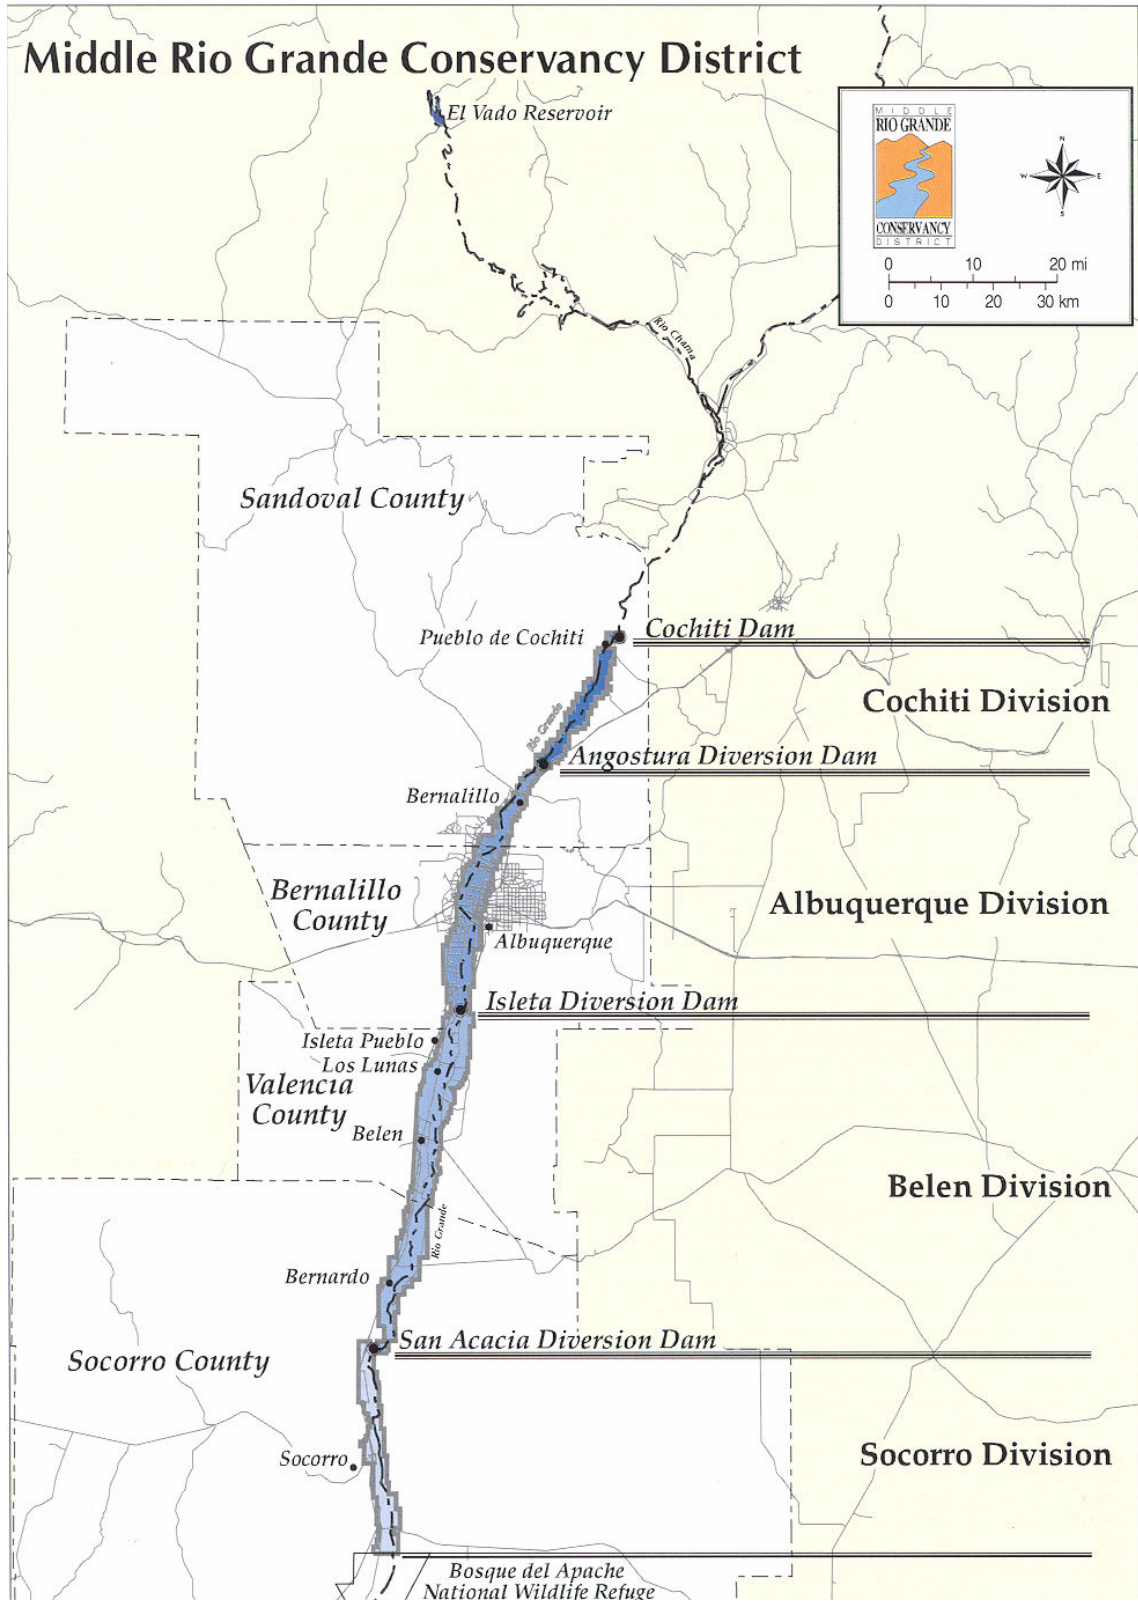 Middle Rio Grande Conservancy District
El Vado Reservoir
MIDDLE
RIO GRANDE
CONSERVANCY
DISTRICT
N
W E
S
0 10 20 mi
0 10 20 30 km
Rio Chama
Sandoval County
Pueblo de Cochiti
Cochiti Dam
Cochiti Division
Rio Grande
Angostura Diversion Dam
Bernalillo
Bernalillo
County
Albuquerque Division
Albuquerque
Isleta Diversion Dam
Isleta Pueblo
Los Lunas
Valencia
County
Belen
Belen Division
Rio Grande
Bernardo
San Acacia Diversion Dam
Socorro County
Socorro
Socorro Division
Bosque del Apache
National Wildlife Refuge